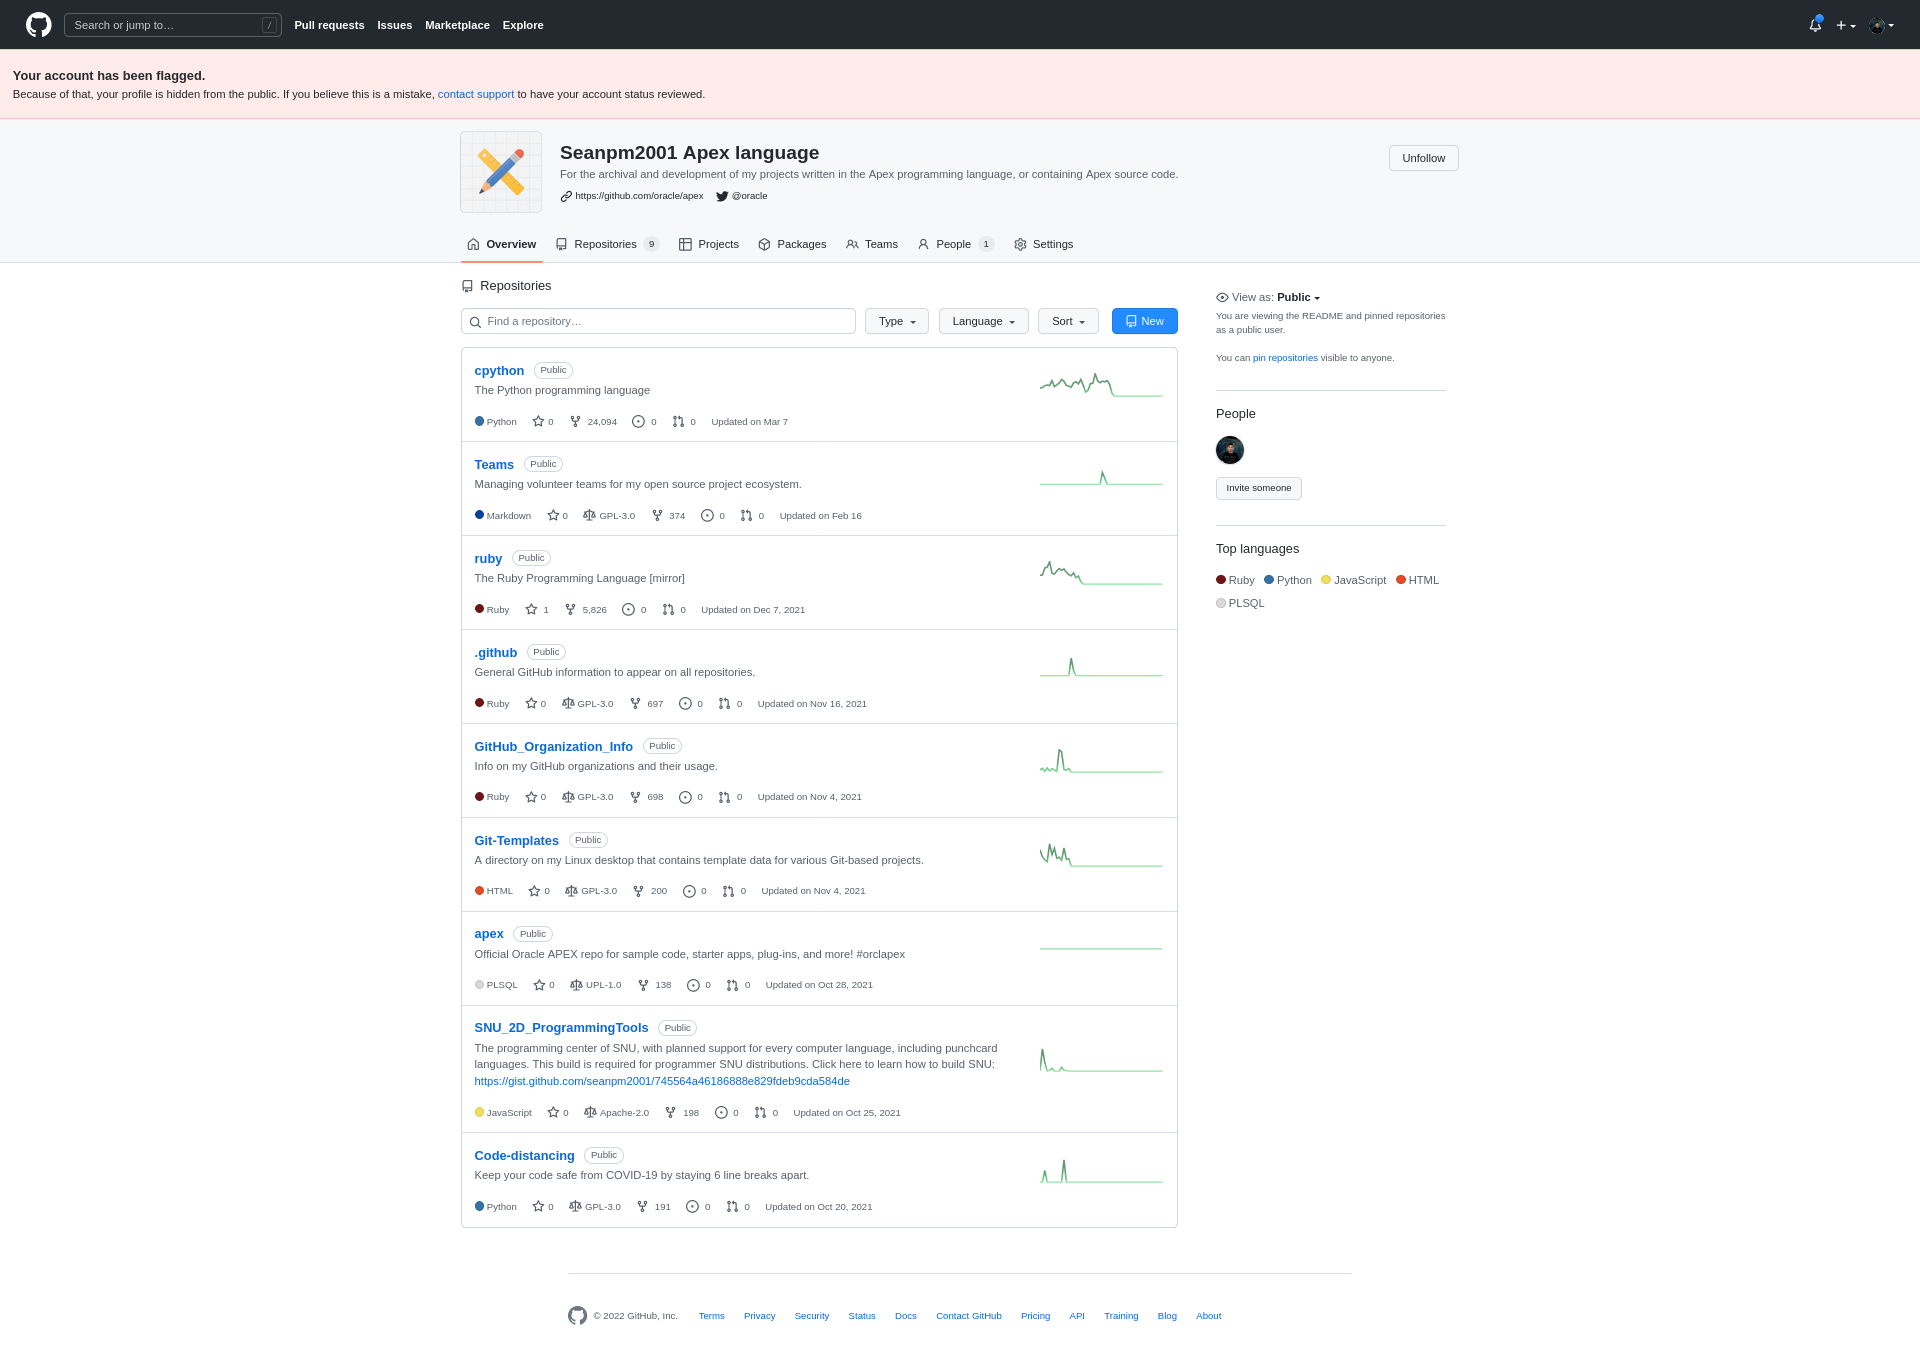 Search or jump to…
/
Pull requests Issues Marketplace Explore
Your account has been flagged.
Because of that, your profile is hidden from the public. If you believe this is a mistake, contact support to have your account status reviewed.
Seanpm2001 Apex language
Unfollow
For the archival and development of my projects written in the Apex programming language, or containing Apex source code.
https://github.com/oracle/apex @oracle
Overview Repositories 9 Projects Packages Teams People 1 Settings
Repositories
Find a repository… Type Language Sort New
cpython Public
The Python programming language
Python 0 24,094 0 0 Updated on Mar 7
Teams Public
Managing volunteer teams for my open source project ecosystem.
Markdown 0 GPL-3.0 374 0 0 Updated on Feb 16
ruby Public
The Ruby Programming Language [mirror]
Ruby 1 5,826 0 0 Updated on Dec 7, 2021
.github Public
General GitHub information to appear on all repositories.
Ruby 0 GPL-3.0 697 0 0 Updated on Nov 16, 2021
GitHub_Organization_Info Public
Info on my GitHub organizations and their usage.
Ruby 0 GPL-3.0 698 0 0 Updated on Nov 4, 2021
Git-Templates Public
A directory on my Linux desktop that contains template data for various Git-based projects.
HTML 0 GPL-3.0 200 0 0 Updated on Nov 4, 2021
apex Public
Official Oracle APEX repo for sample code, starter apps, plug-ins, and more! #orclapex
PLSQL 0 UPL-1.0 138 0 0 Updated on Oct 28, 2021
SNU_2D_ProgrammingTools Public
The programming center of SNU, with planned support for every computer language, including punchcard
languages. This build is required for programmer SNU distributions. Click here to learn how to build SNU:
https://gist.github.com/seanpm2001/745564a46186888e829fdeb9cda584de
JavaScript 0 Apache-2.0 198 0 0 Updated on Oct 25, 2021
Code-distancing Public
Keep your code safe from COVID-19 by staying 6 line breaks apart.
Python 0 GPL-3.0 191 0 0 Updated on Oct 20, 2021
View as: Public
You are viewing the README and pinned repositories
as a public user.
You can pin repositories visible to anyone.
People
Invite someone
Top languages
Ruby Python JavaScript HTML
PLSQL
© 2022 GitHub, Inc. Terms Privacy Security Status Docs Contact GitHub Pricing API Training Blog About